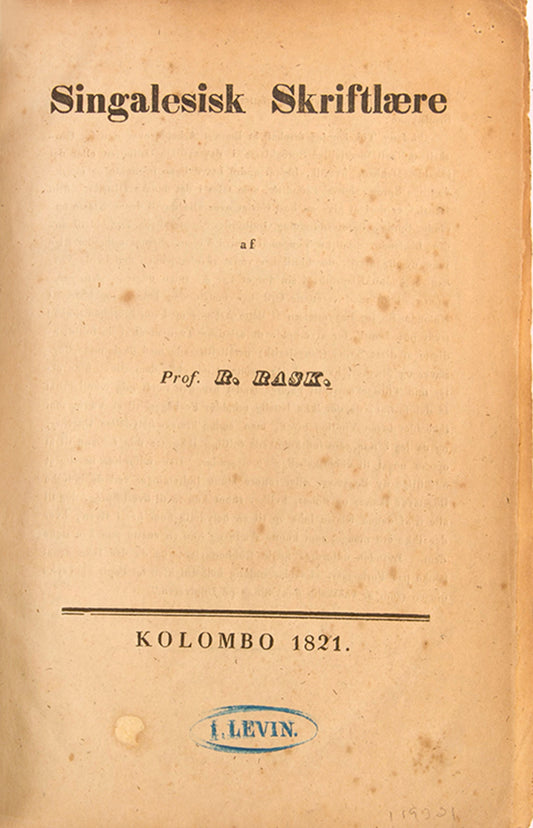 Singalesisk Skriftlære
af
Prof. R. RASK.
KOLOMBO 1821.
I. LEVIN.